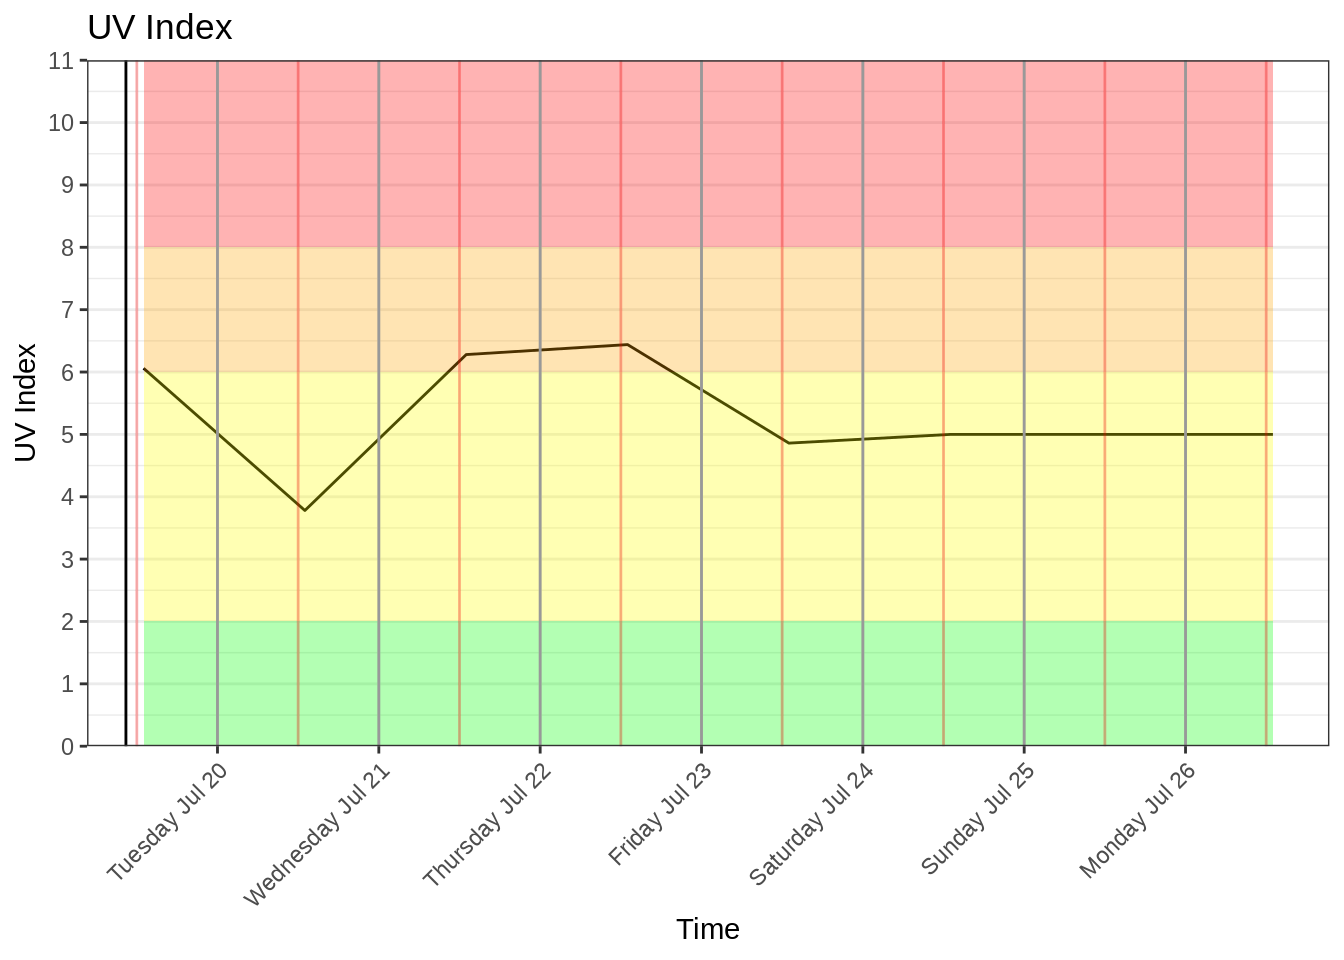 UV Index
11
10
9
8
7
6
5
4
3
2
1
0
UV Index
Tuesday Jul 20
Wednesday Jul 21
Thursday Jul 22
Friday Jul 23
Saturday Jul 24
Sunday Jul 25
Monday Jul 26
Time